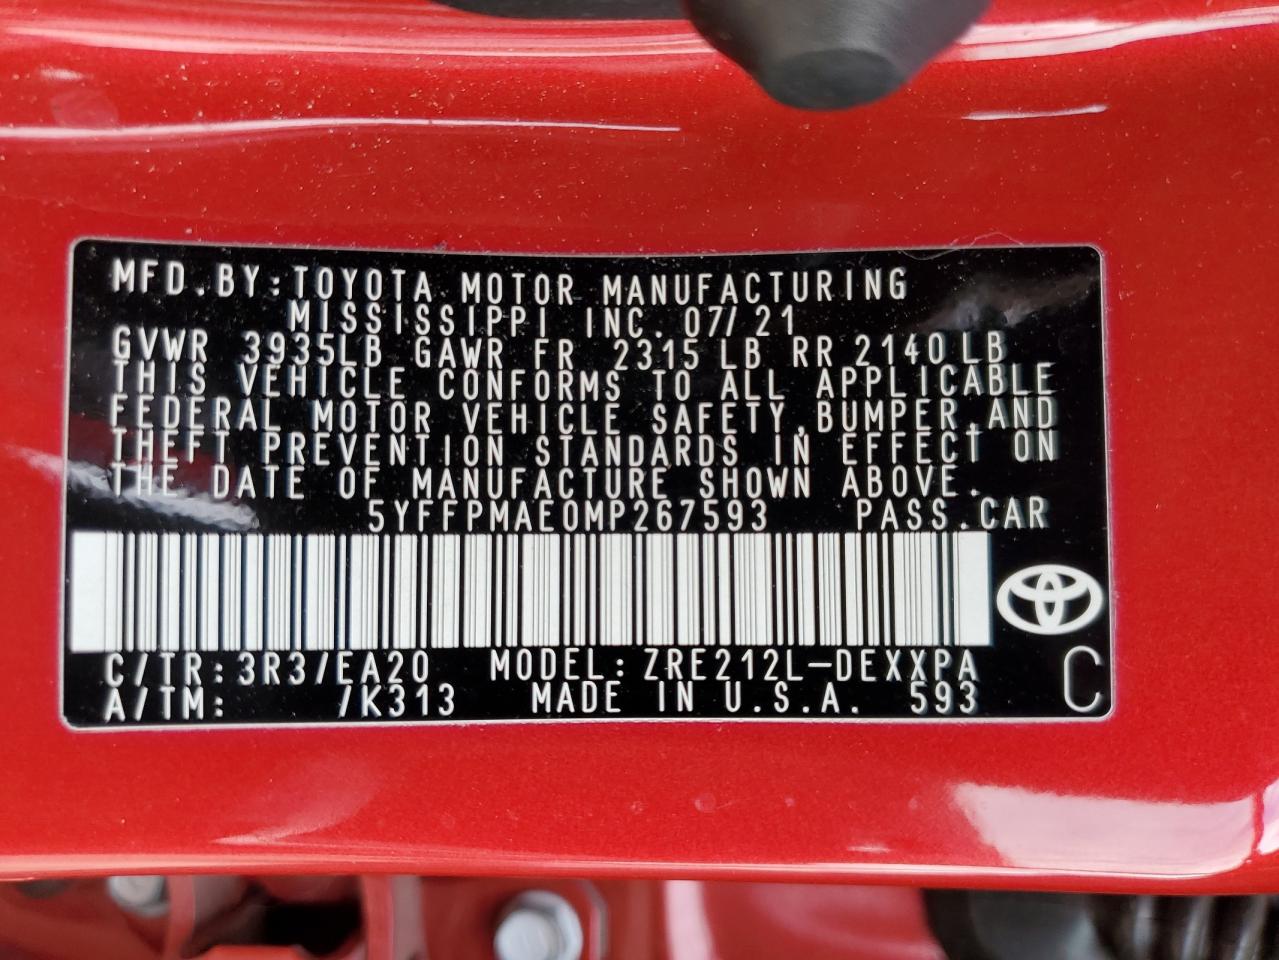 MFD.BY:TOYOTA MOTOR MANUFACTURING
MISSISSIPPI INC. 07/21
GVWR 3935LB GAWR FR 2315 LB RR 2140 LB
THIS VEHICLE CONFORMS TO ALL APPLICABLE
FEDERAL MOTOR VEHICLE SAFETY,BUMPER,AND
THEFT PREVENTION STANDARDS IN EFFECT ON
THE DATE OF MANUFACTURE SHOWN ABOVE.
5YFFPMAE0MP267593 PASS.CAR
C/TR:3R3/EA20 MODEL:ZRE212L-DEXXPA
A/TM: /K313 MADE IN U.S.A. 593
C